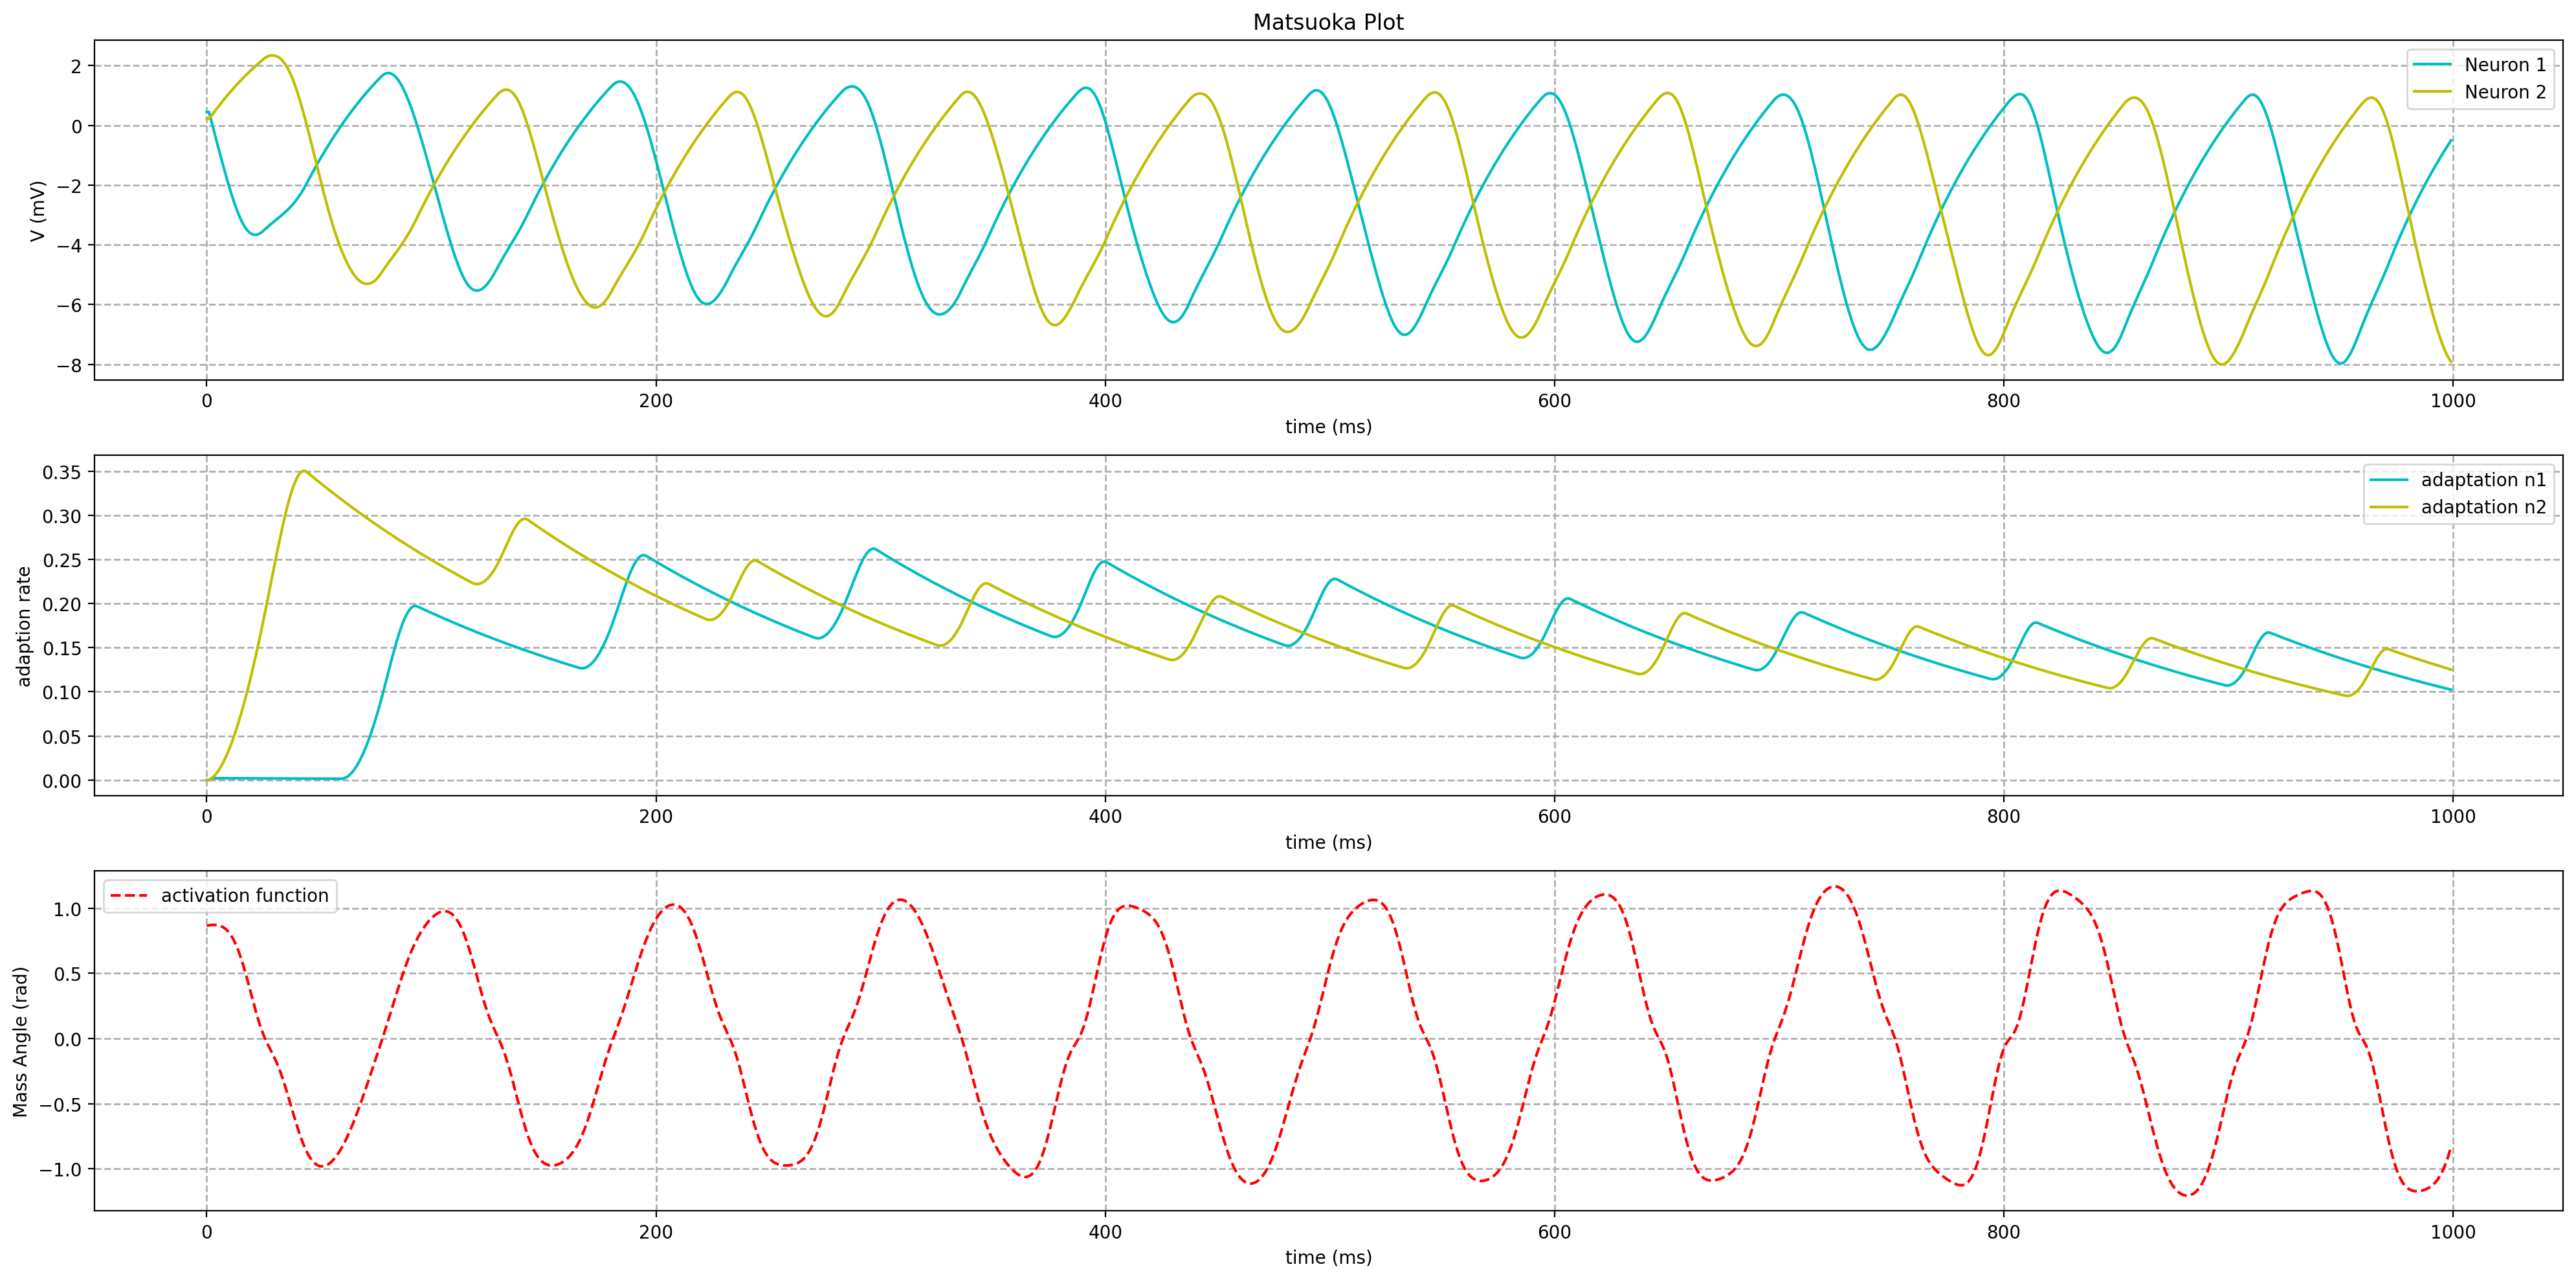 Matsuoka Plot
2
0
−2
−4
−6
−8
V (mV)
Neuron 1
Neuron 2
0 200 400 600 800 1000
time (ms)
0.35
0.30
0.25
0.20
0.15
0.10
0.05
0.00
adaption rate
adaptation n1
adaptation n2
0 200 400 600 800 1000
time (ms)
1.0
0.5
0.0
−0.5
−1.0
Mass Angle (rad)
activation function
0 200 400 600 800 1000
time (ms)